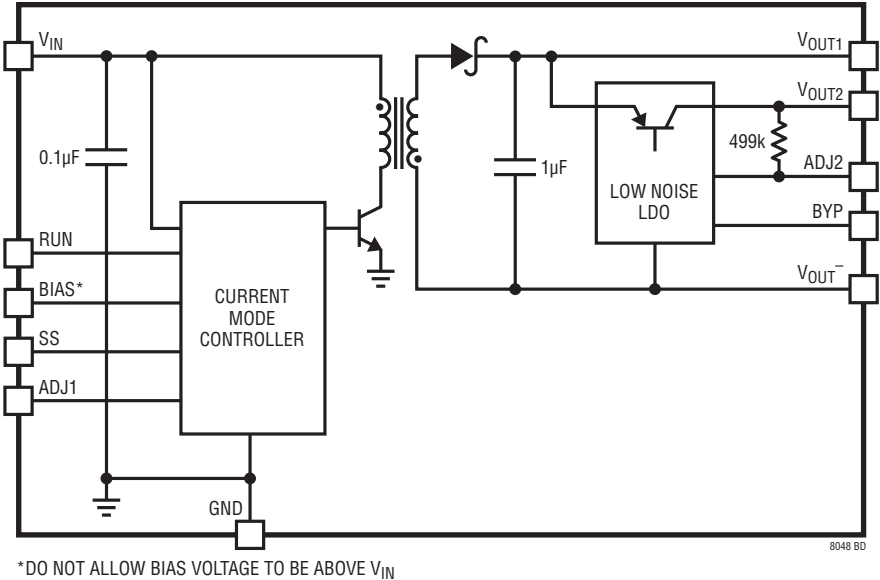 VIN
VOUT1
VOUT2
499k
ADJ2
0.1µF
1µF
LOW NOISE
LDO
BYP
RUN
VOUT–
BIAS*
CURRENT
MODE
CONTROLLER
SS
ADJ1
GND
8048 BD
*DO NOT ALLOW BIAS VOLTAGE TO BE ABOVE VIN